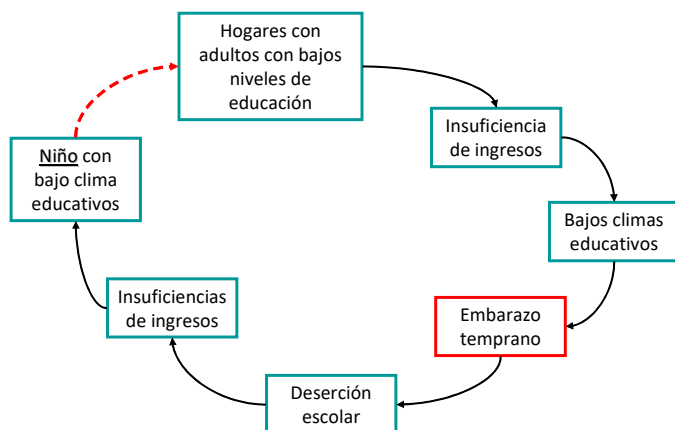 Hogares con
adultos con bajos
niveles de
educación
Insuficiencia
de ingresos
Bajos climas
educativos
Embarazo
temprano
Deserción
escolar
Insuficiencias
de ingresos
Niño con
bajo clima
educativos